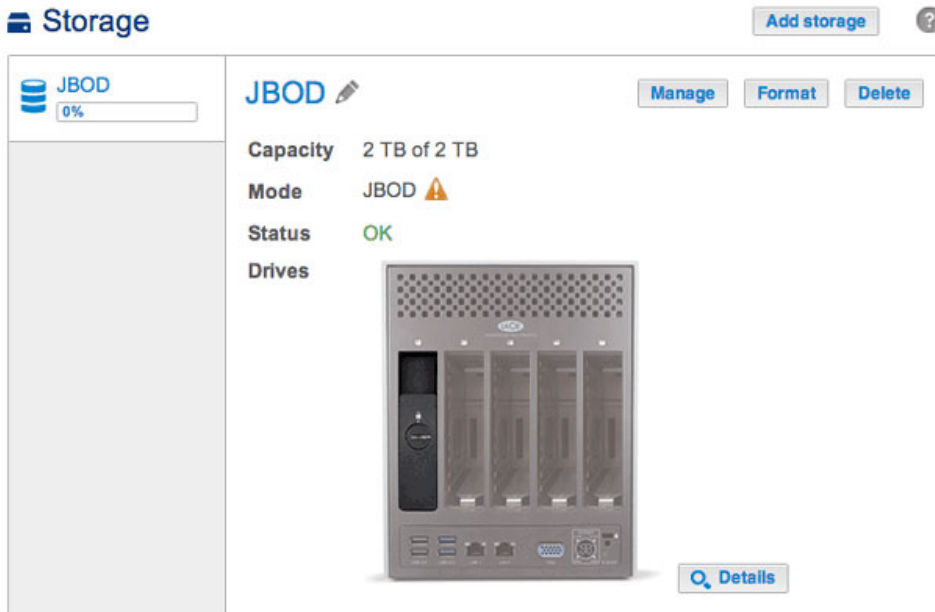 Storage
Add storage
?
JBOD
0%
JBOD
Manage
Format
Delete
Capacity 2 TB of 2 TB
Mode JBOD
Status OK
Drives
LACIE
Details